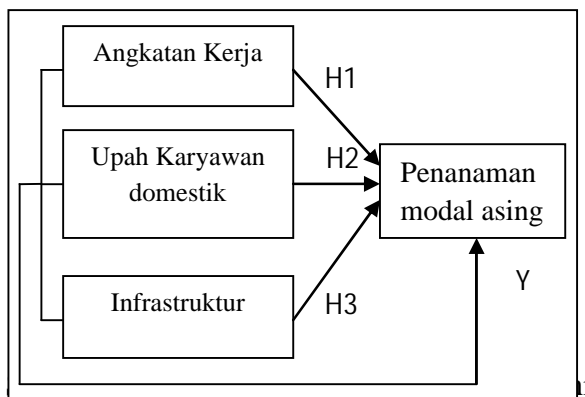 Angkatan Kerja
H1
Upah Karyawan
domestik
H2
Penanaman
modal asing
Infrastruktur
H3
Y